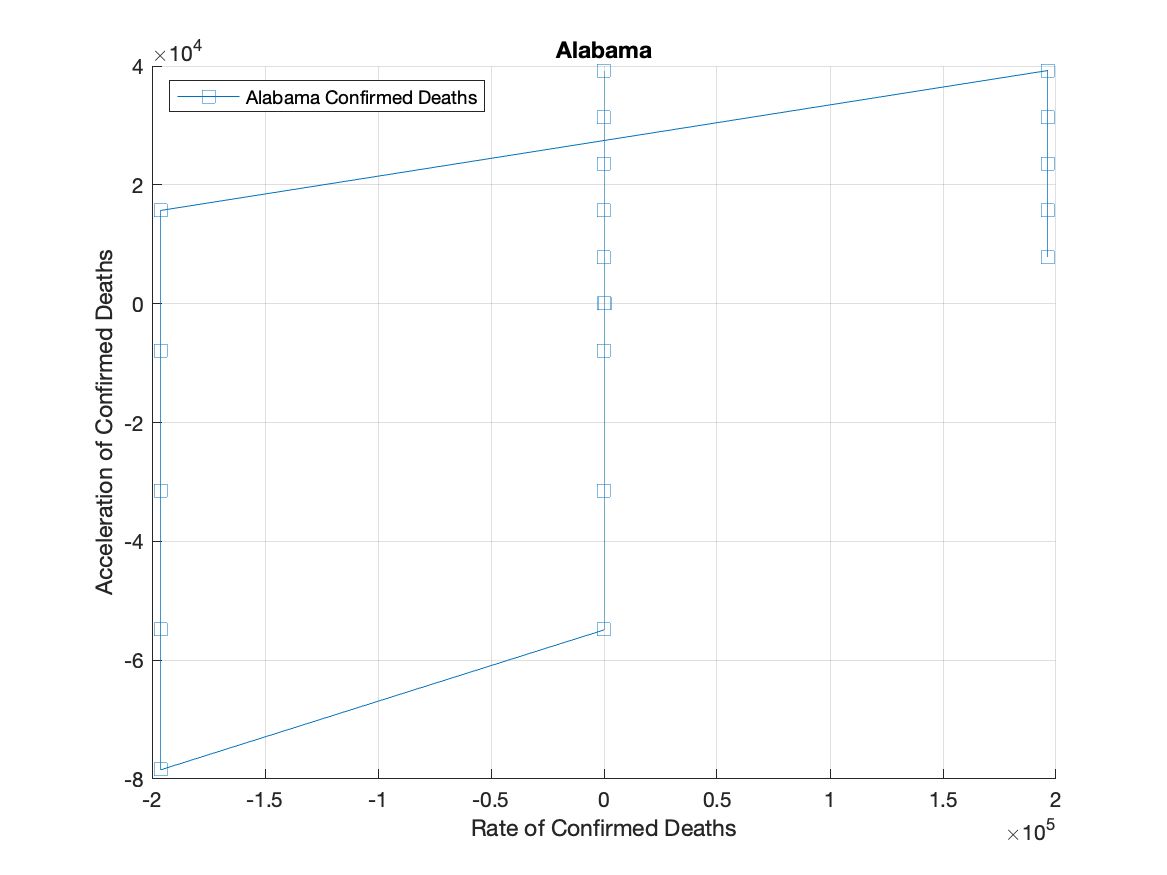 Alabama
×10^4
Alabama Confirmed Deaths
4
2
0
-2
-4
-6
-8
Acceleration of Confirmed Deaths
-2 -1.5 -1 -0.5 0 0.5 1 1.5 2
Rate of Confirmed Deaths
×10^5